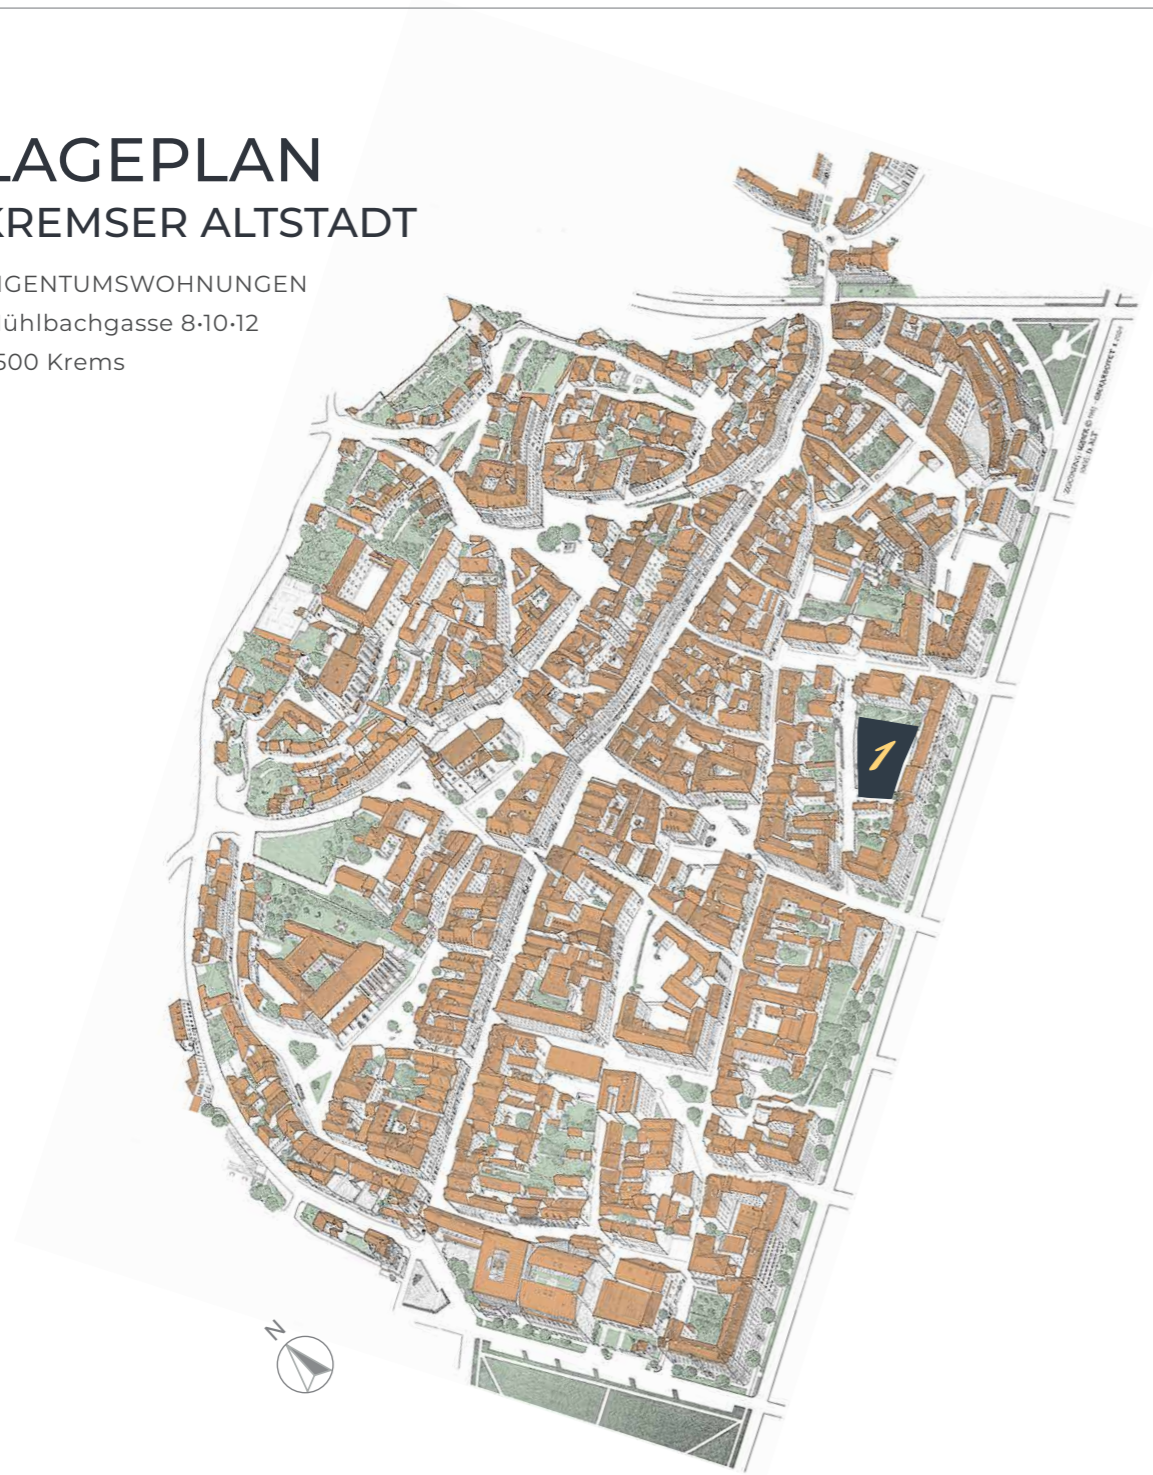 LAGEPLAN
KREMSER ALTSTADT
IGENTUMSWOHNUNGEN
ühlbachgasse 8·10·12
500 Krems
1
N